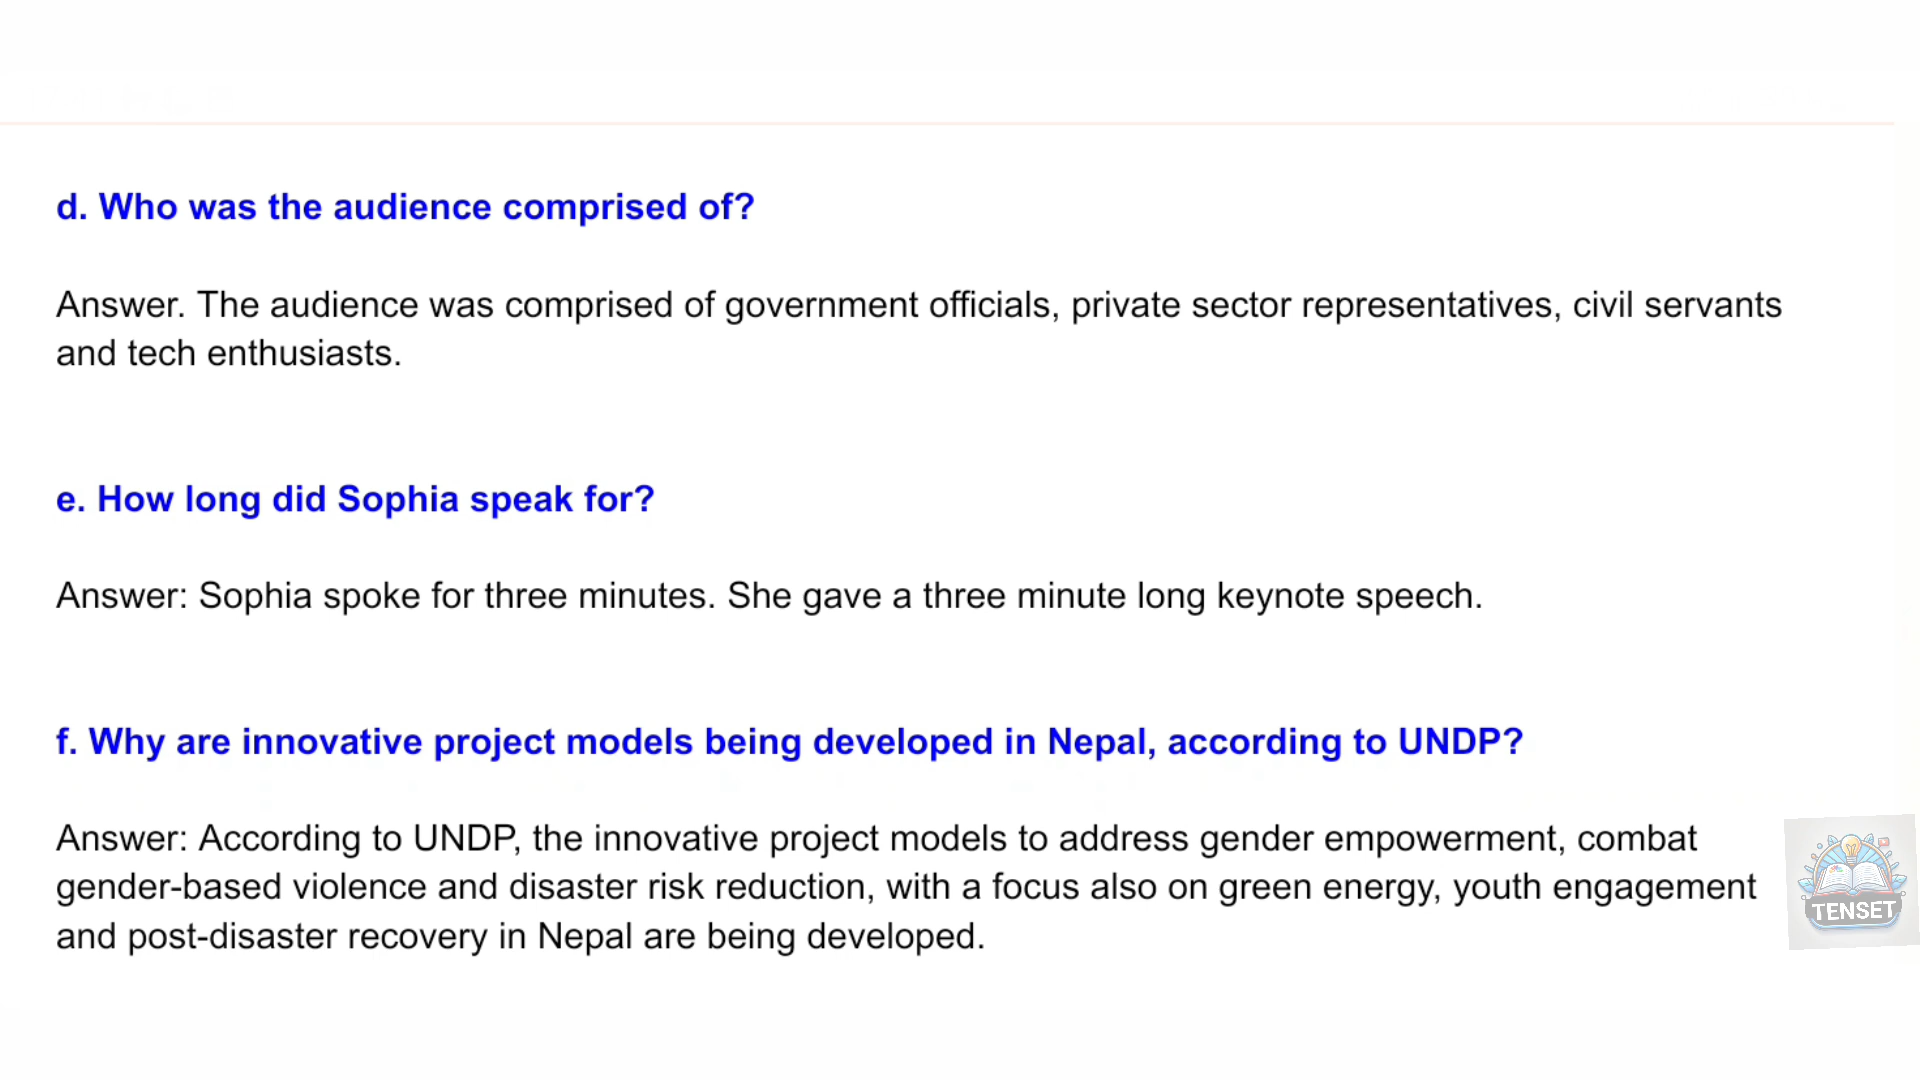 d. Who was the audience comprised of?
Answer. The audience was comprised of government officials, private sector representatives, civil servants
and tech enthusiasts.
e. How long did Sophia speak for?
Answer: Sophia spoke for three minutes. She gave a three minute long keynote speech.
f. Why are innovative project models being developed in Nepal, according to UNDP?
Answer: According to UNDP, the innovative project models to address gender empowerment, combat
gender-based violence and disaster risk reduction, with a focus also on green energy, youth engagement
and post-disaster recovery in Nepal are being developed.
TENSET